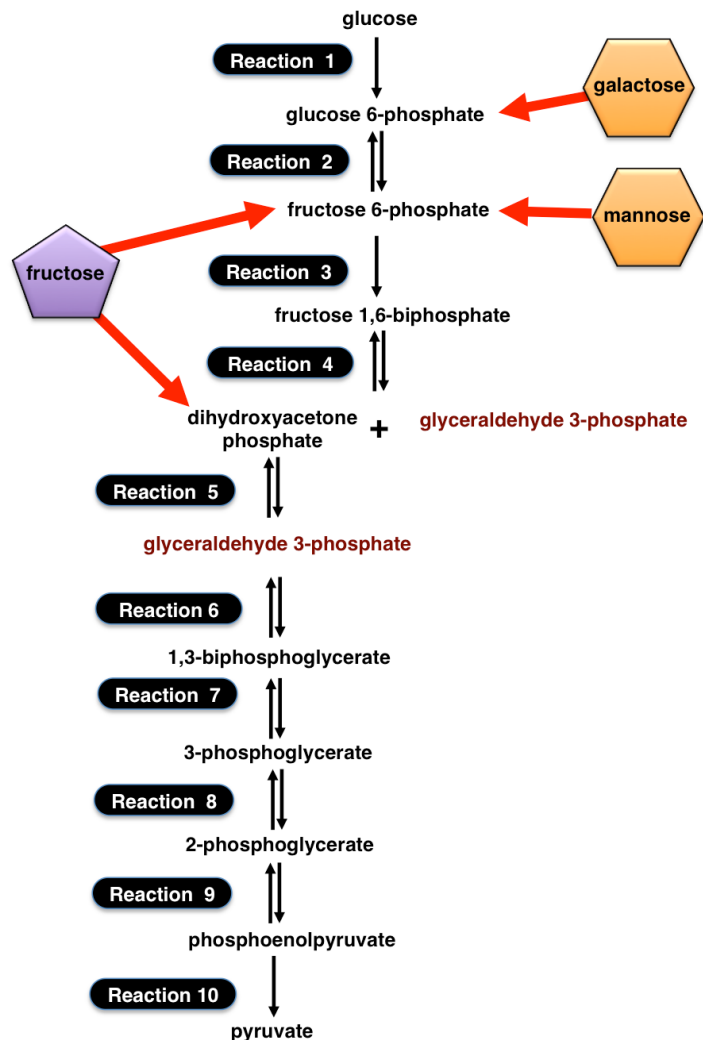 glucose
Reaction 1
galactose
glucose 6-phosphate
Reaction 2
fructose 6-phosphate
mannose
fructose
Reaction 3
fructose 1,6-biphosphate
Reaction 4
dihydroxyacetone
phosphate
+
glyceraldehyde 3-phosphate
Reaction 5
glyceraldehyde 3-phosphate
Reaction 6
1,3-biphosphoglycerate
Reaction 7
3-phosphoglycerate
Reaction 8
2-phosphoglycerate
Reaction 9
phosphoenolpyruvate
Reaction 10
pyruvate